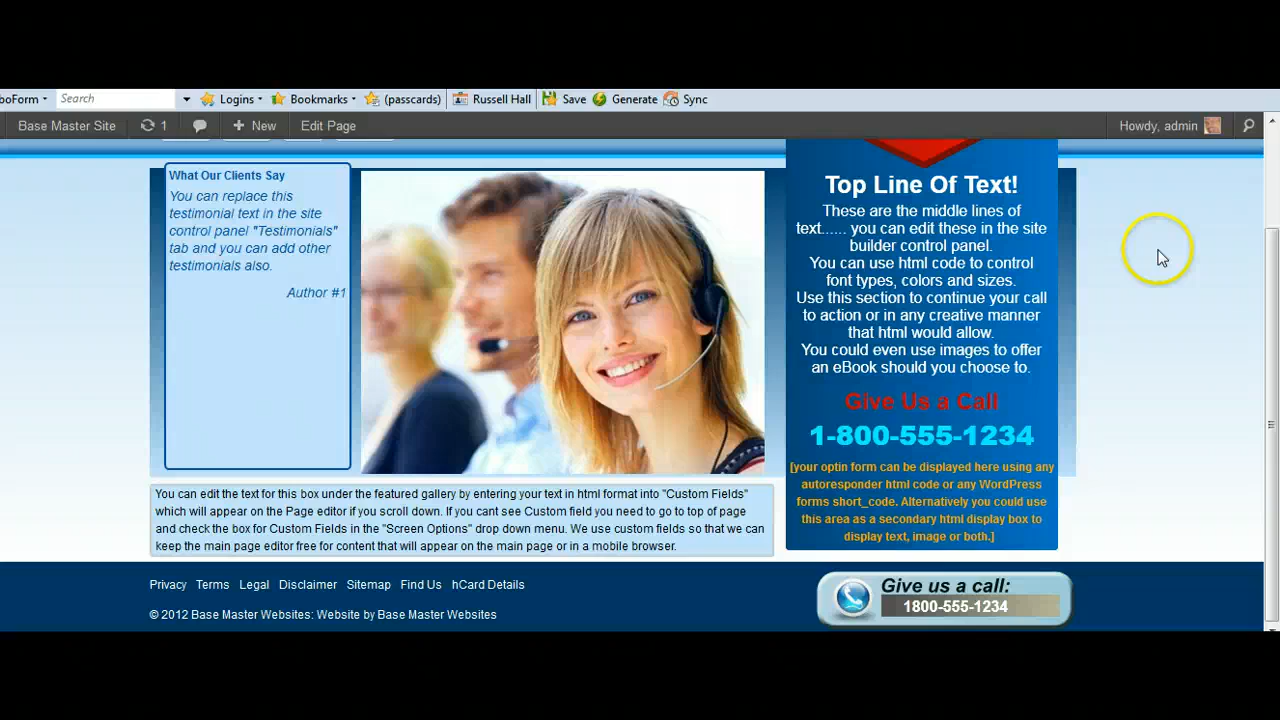 boForm Search Logins Bookmarks (passcards) Russell Hall Save Generate Sync
Base Master Site 1 New Edit Page Howdy, admin
What Our Clients Say
You can replace this
testimonial text in the site
control panel "Testimonials"
tab and you can add other
testimonials also.
Author #1
Top Line Of Text!
These are the middle lines of
text...... you can edit these in the site
builder control panel.
You can use html code to control
font types, colors and sizes.
Use this section to continue your call
to action or in any creative manner
that html would allow.
You could even use images to offer
an eBook should you choose to.
Give Us a Call
1-800-555-1234
[your optin form can be displayed here using any
autoresponder html code or any WordPress
forms short_code. Alternatively you could use
this area as a secondary html display box to
display text, image or both.]
You can edit the text for this box under the featured gallery by entering your text in html format into "Custom Fields"
which will appear on the Page editor if you scroll down. If you cant see Custom field you need to go to top of page
and check the box for Custom Fields in the "Screen Options" drop down menu. We use custom fields so that we can
keep the main page editor free for content that will appear on the main page or in a mobile browser.
Privacy Terms Legal Disclaimer Sitemap Find Us hCard Details
© 2012 Base Master Websites: Website by Base Master Websites
Give us a call:
1800-555-1234